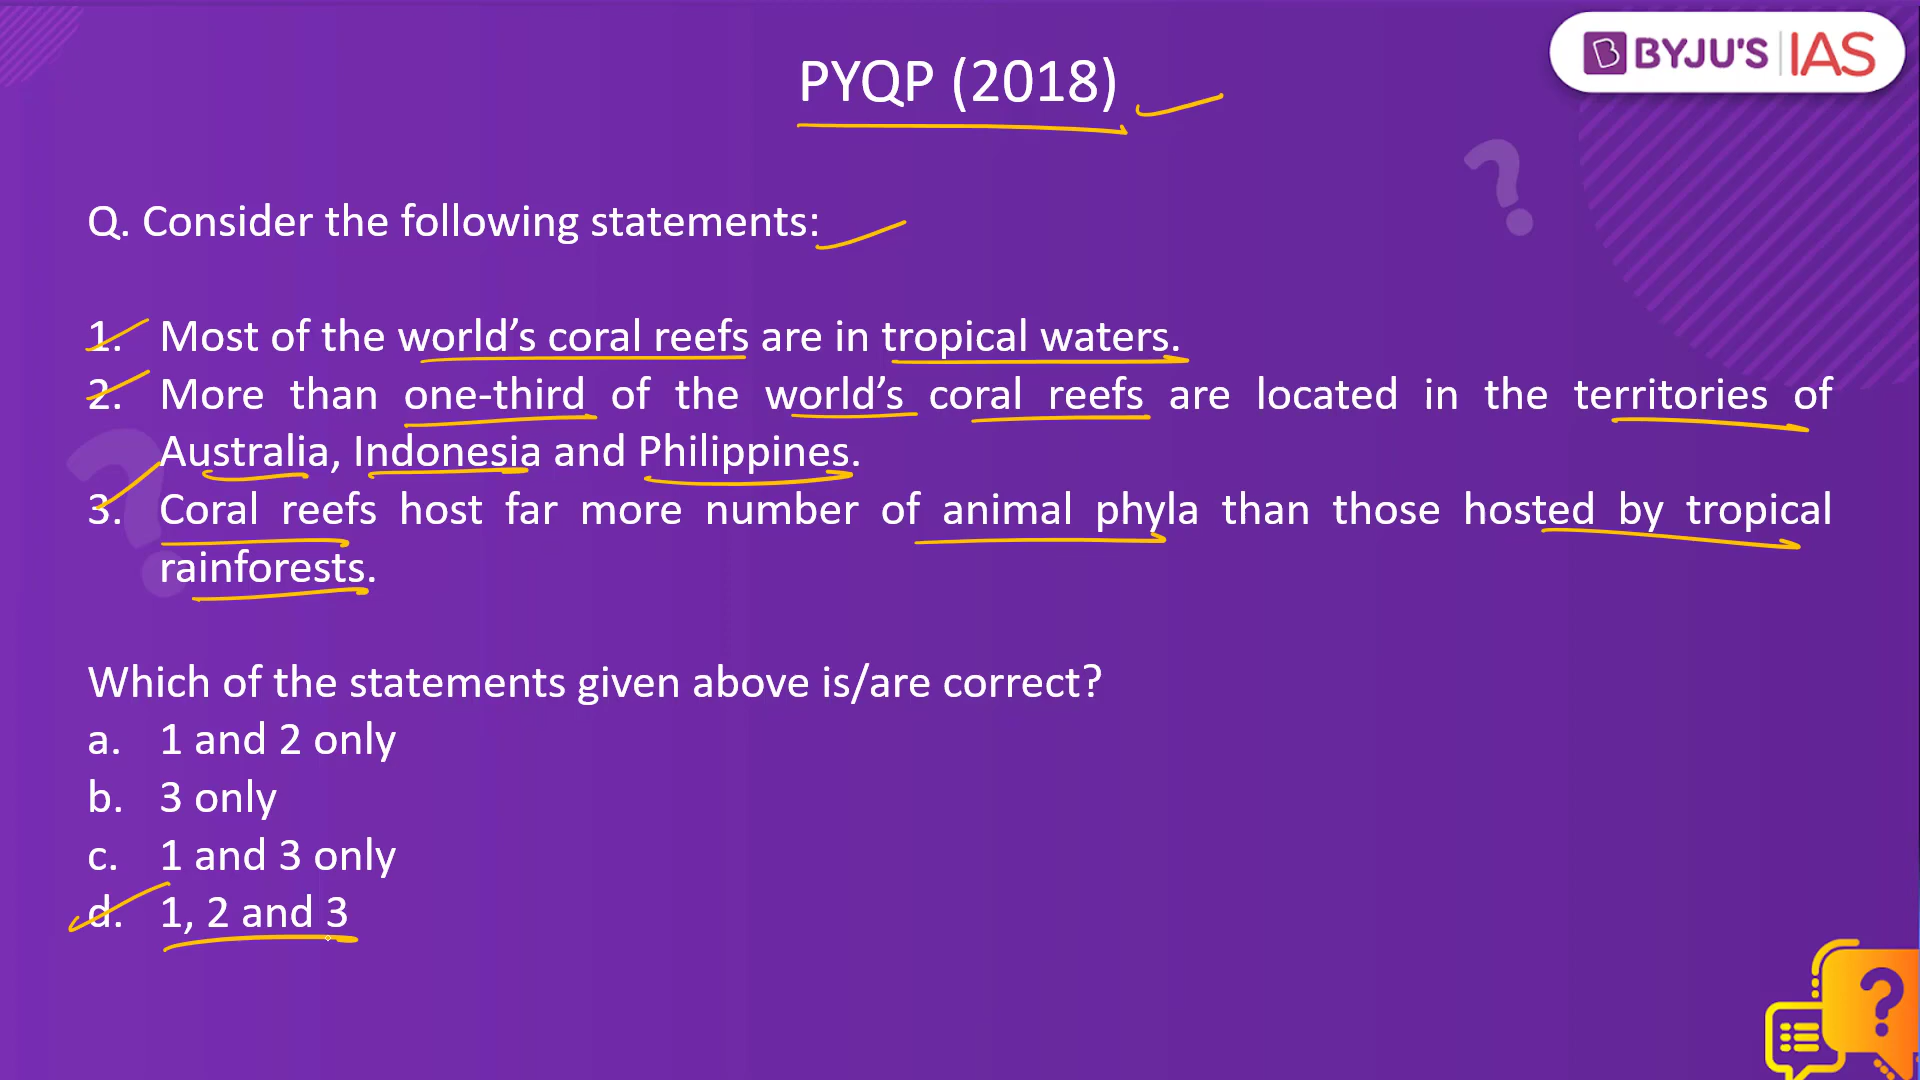 PYQP (2018)
BYJU'S IAS
Q. Consider the following statements:
1. Most of the world's coral reefs are in tropical waters.
2. More than one-third of the world's coral reefs are located in the territories of
Australia, Indonesia and Philippines.
3. Coral reefs host far more number of animal phyla than those hosted by tropical
rainforests.
Which of the statements given above is/are correct?
a. 1 and 2 only
b. 3 only
c. 1 and 3 only
d. 1, 2 and 3